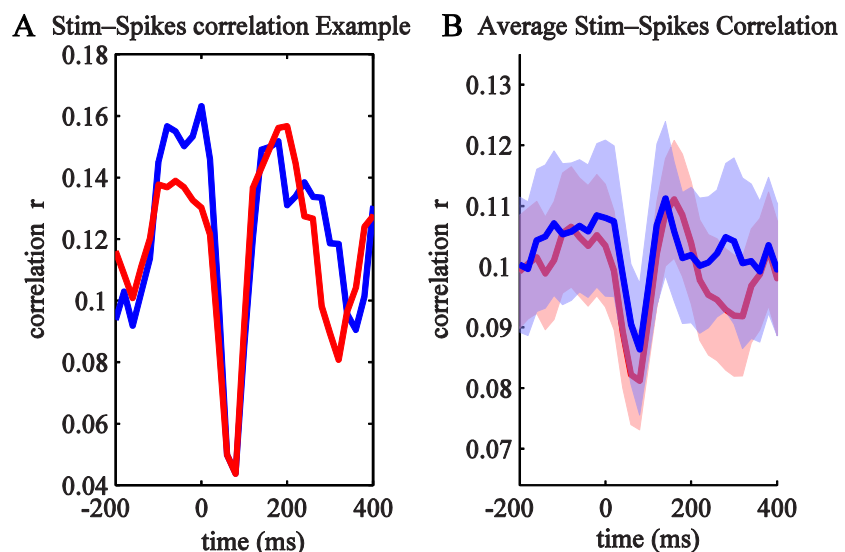 A Stim–Spikes correlation Example
0.18
0.16
0.14
0.12
0.1
0.08
0.06
0.04
-200 0 200 400
time (ms)
correlation r
B Average Stim–Spikes Correlation
0.13
0.12
0.11
0.1
0.09
0.08
0.07
-200 0 200 400
time (ms)
correlation r